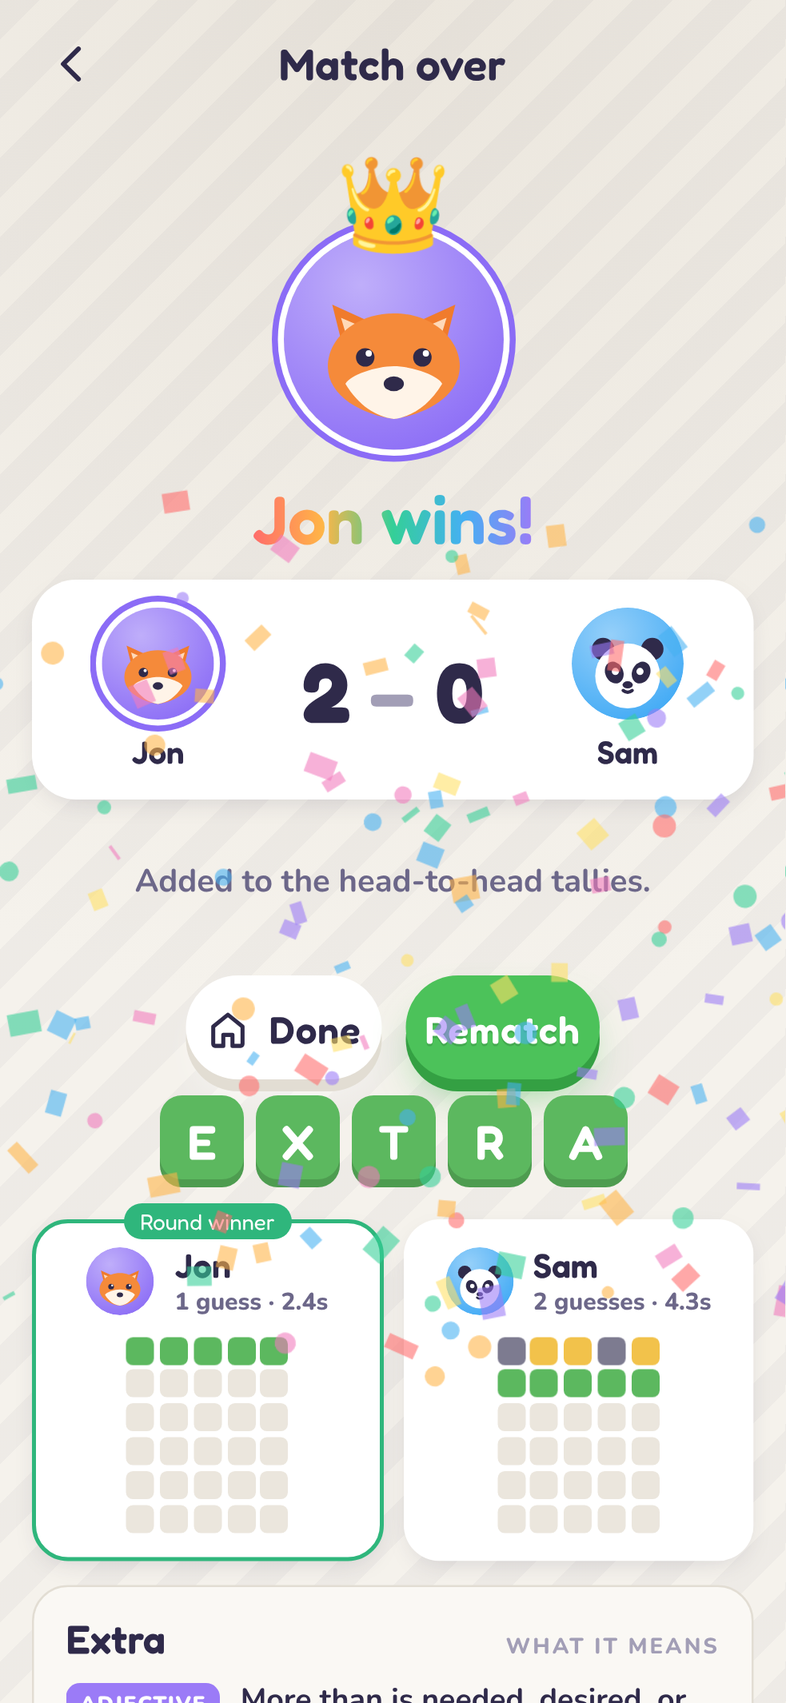 Match over
Jon wins!
2 – 0
Jon
Sam
Added to the head-to-head tallies.
Done
Rematch
EXTRA
Round winner
Jon
1 guess · 2.4s
Sam
2 guesses · 4.3s
Extra
WHAT IT MEANS
ADJECTIVE
More than is needed, desired, or